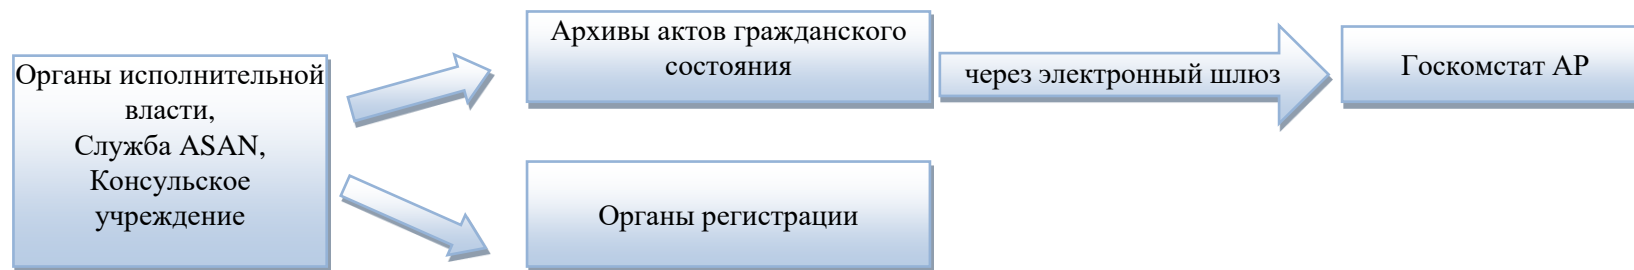 Органы исполнительной
власти,
Служба ASAN,
Консульское
учреждение
Архивы актов гражданского
состояния
через электронный шлюз
Госкомстат АР
Органы регистрации